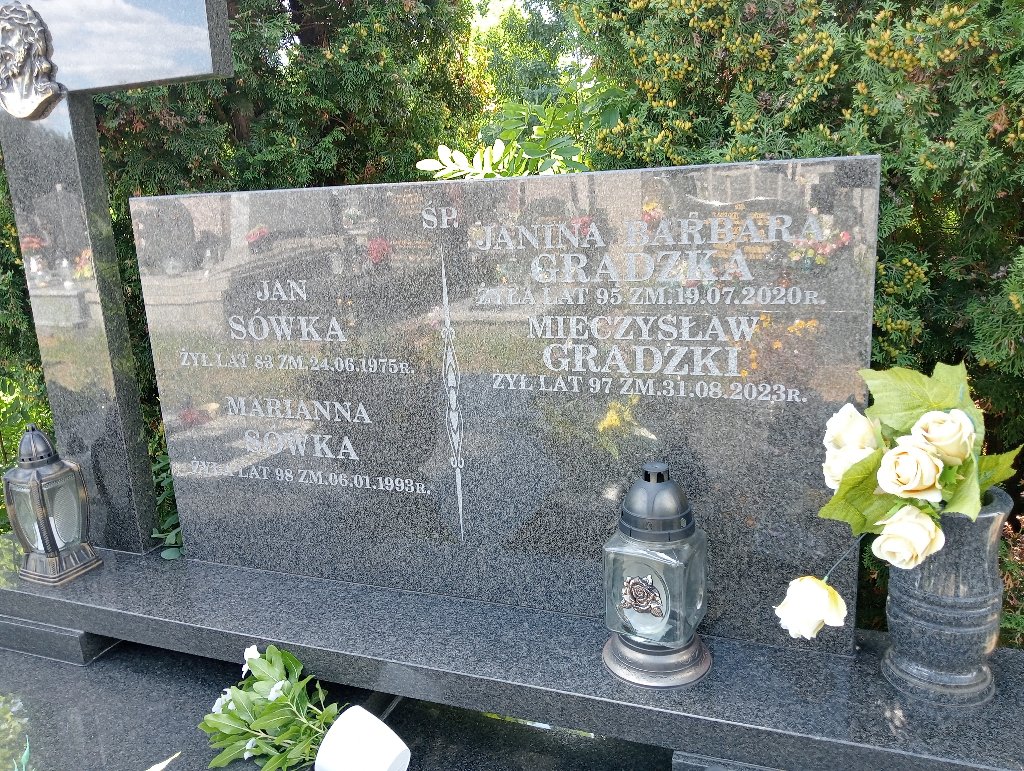 ŚP.
JAN
SÓWKA
ŻYŁ LAT 83 ZM.24.06.1975R.
MARIANNA
SÓWKA
ŻYŁA LAT 98 ZM.06.01.1993R.
JANINA BARBARA
GRĄDZKA
ŻYŁA LAT 95 ZM.19.07.2020R.
MIECZYSŁAW
GRĄDZKI
ŻYŁ LAT 97 ZM.31.08.2023R.